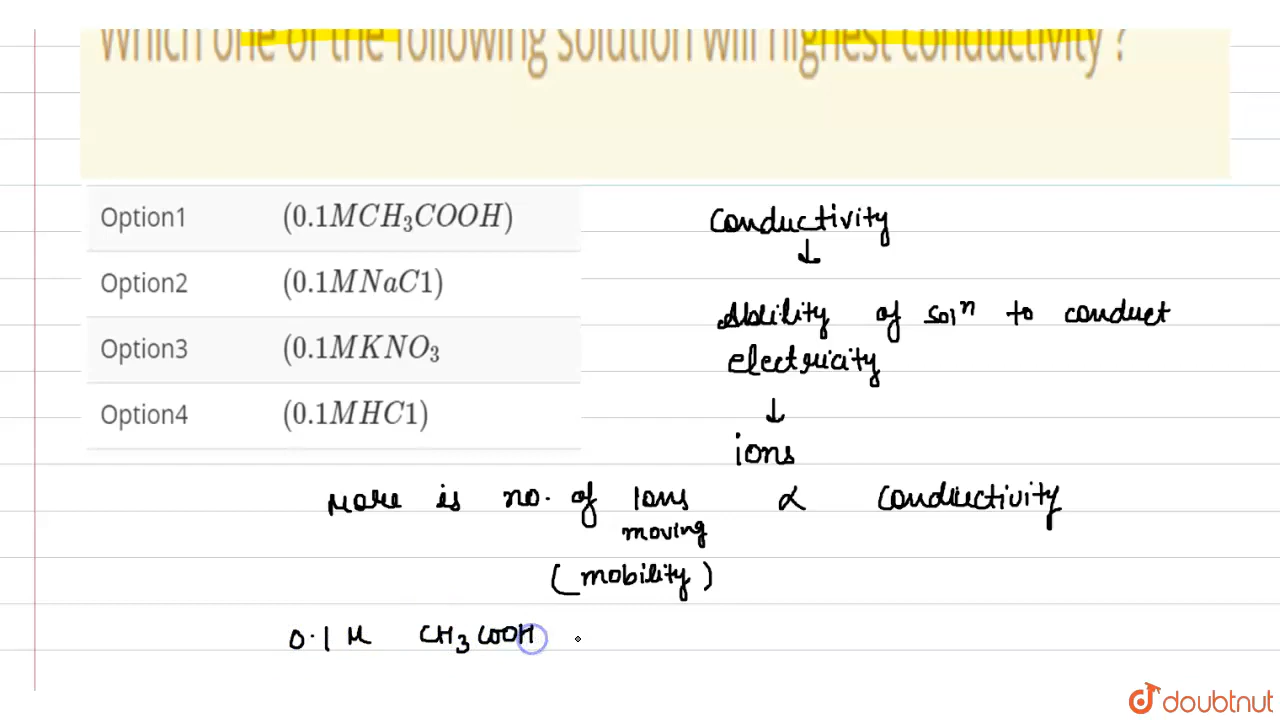 Which one of the following solution will highest conductivity ?
Option1 (0.1MCH₃COOH)
Option2 (0.1MNaC1)
Option3 (0.1MKNO₃
Option4 (0.1MHC1)
Conductivity
↓
Ability of solⁿ to conduct
electricity
↓
ions
More is no. of Ions ∝ conductivity
moving
(mobility)
0.1 M CH₃COOH
doubtnut